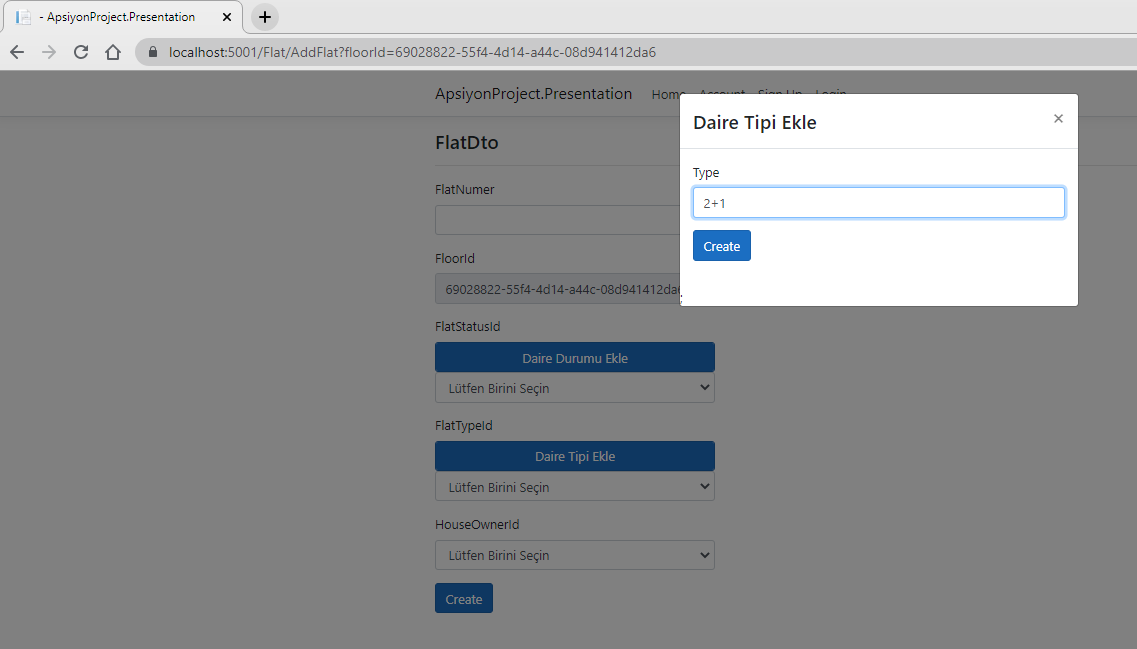 - ApsiyonProject.Presentation
localhost:5001/Flat/AddFlat?floorId=69028822-55f4-4d14-a44c-08d941412da6
ApsiyonProject.Presentation Home Account Sign Up Login
Daire Tipi Ekle ×
FlatDto
Type
FlatNumer
2+1
Create
FloorId
69028822-55f4-4d14-a44c-08d941412da6
;
FlatStatusId
Daire Durumu Ekle
Lütfen Birini Seçin
FlatTypeId
Daire Tipi Ekle
Lütfen Birini Seçin
HouseOwnerId
Lütfen Birini Seçin
Create